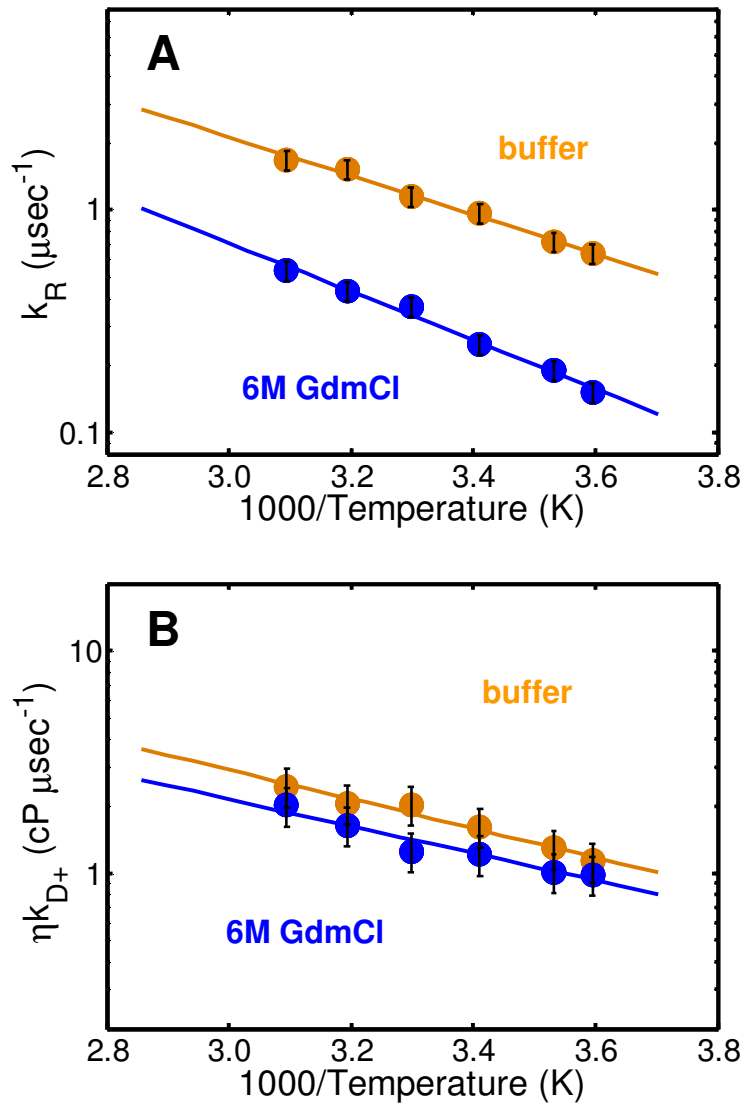 A
buffer
1
k_R (μsec⁻¹)
6M GdmCl
0.1
2.8 3.0 3.2 3.4 3.6 3.8
1000/Temperature (K)
B
10
buffer
ηk_D+ (cP μsec⁻¹)
1
6M GdmCl
2.8 3.0 3.2 3.4 3.6 3.8
1000/Temperature (K)